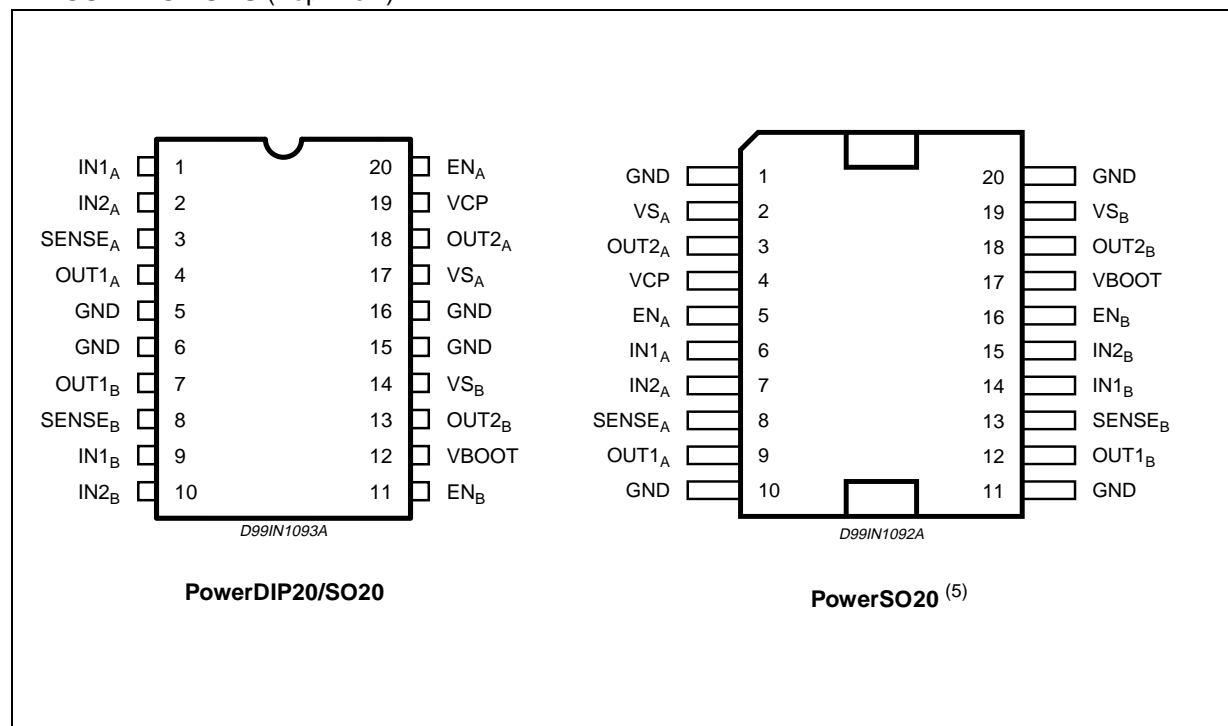 IN1A 1 20 ENA
IN2A 2 19 VCP
SENSEA 3 18 OUT2A
OUT1A 4 17 VSA
GND 5 16 GND
GND 6 15 GND
OUT1B 7 14 VSB
SENSEB 8 13 OUT2B
IN1B 9 12 VBOOT
IN2B 10 11 ENB
D99IN1093A
PowerDIP20/SO20
GND 1 20 GND
VSA 2 19 VSB
OUT2A 3 18 OUT2B
VCP 4 17 VBOOT
ENA 5 16 ENB
IN1A 6 15 IN2B
IN2A 7 14 IN1B
SENSEA 8 13 SENSEB
OUT1A 9 12 OUT1B
GND 10 11 GND
D99IN1092A
PowerSO20 (5)